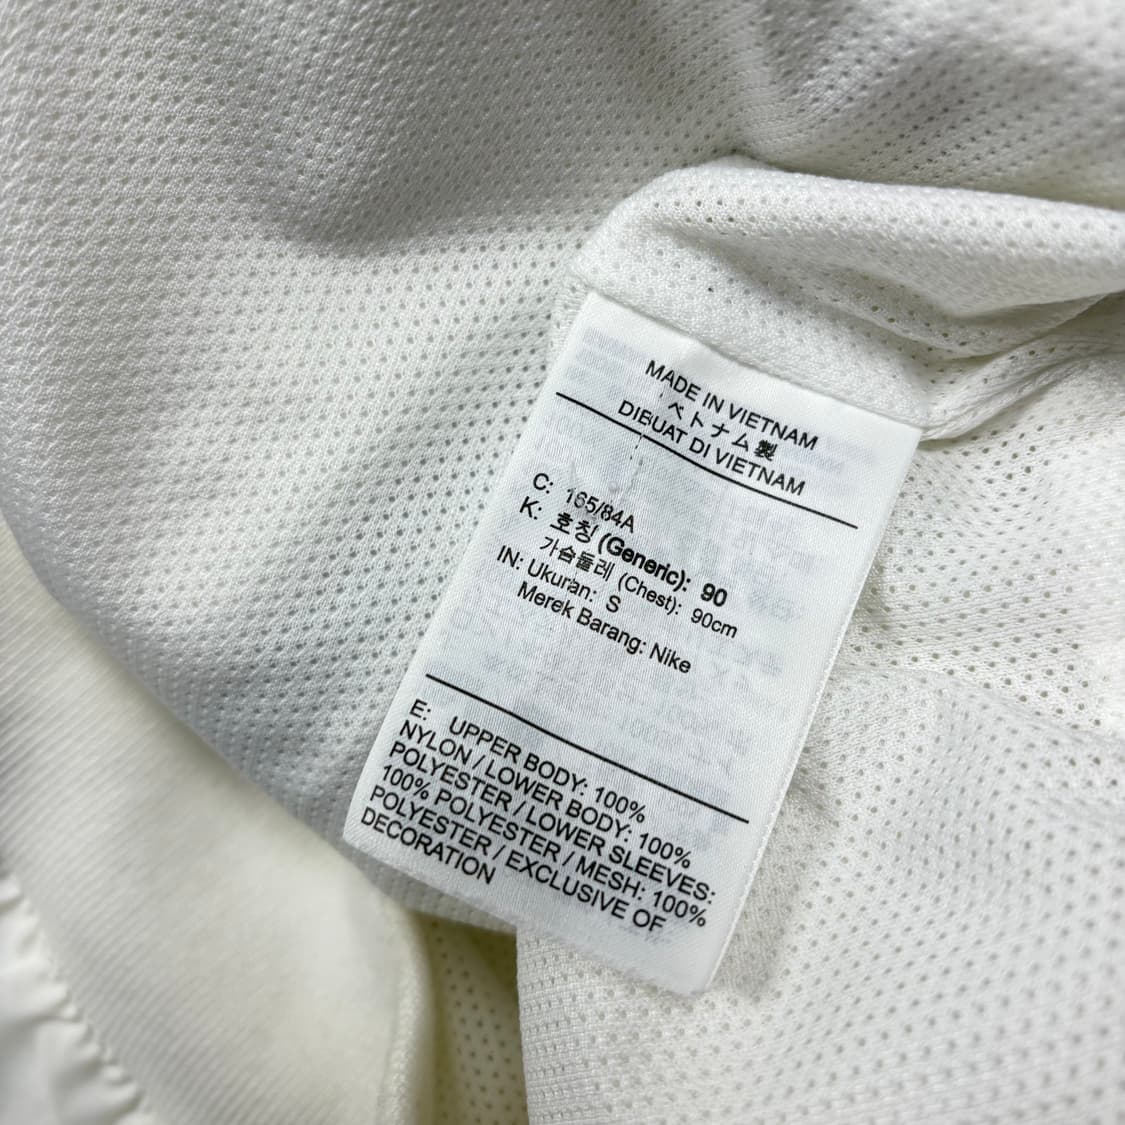 MADE IN VIETNAM
ベトナム製
DIBUAT DI VIETNAM
C: 165/84A
K: 호칭 (Generic): 90
가슴둘레 (Chest): 90cm
IN: Ukuran: S
Merek Barang: Nike
E: UPPER BODY: 100%
NYLON / LOWER BODY: 100%
POLYESTER / LOWER SLEEVES:
100% POLYESTER / MESH: 100%
POLYESTER / EXCLUSIVE OF
DECORATION